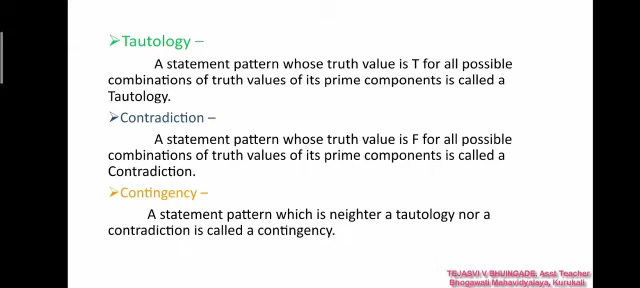 ➢Tautology –
A statement pattern whose truth value is T for all possible
combinations of truth values of its prime components is called a
Tautology.
➢Contradiction –
A statement pattern whose truth value is F for all possible
combinations of truth values of its prime components is called a
Contradiction.
➢Contingency –
A statement pattern which is neighter a tautology nor a
contradiction is called a contingency.
TEJASVI V BHUINGADE, Asst Teacher
Bhogawati Mahavidyalaya, Kurukali